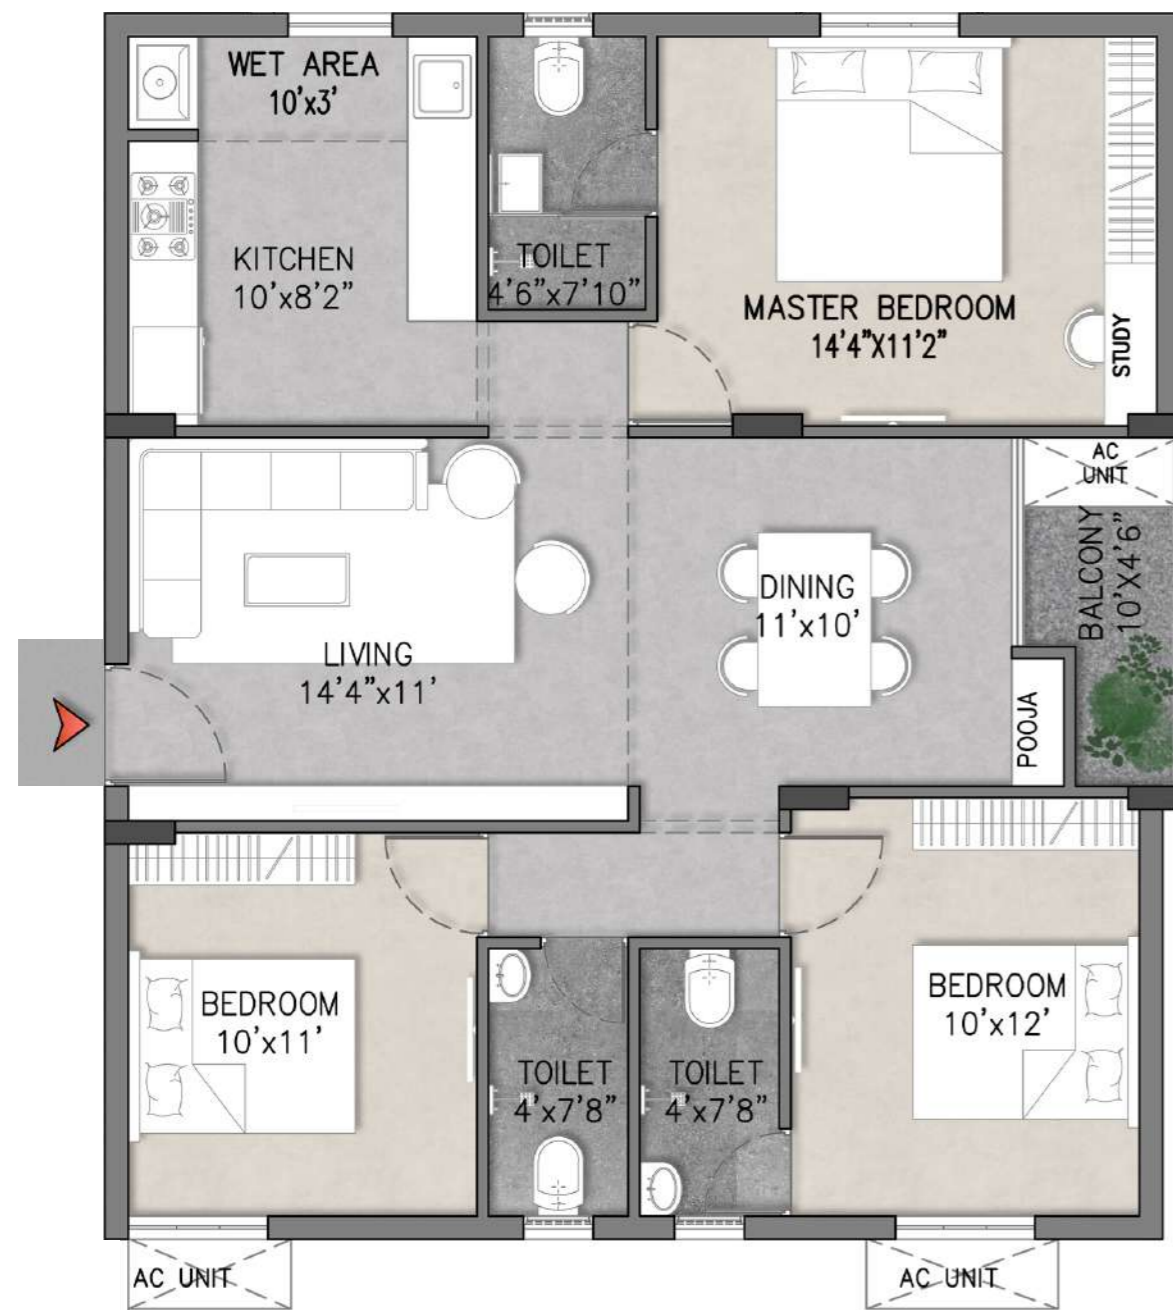 WET AREA
10'x3'
KITCHEN
10'x8'2"
TOILET
4'6"x7'10"
MASTER BEDROOM
14'4"X11'2"
STUDY
AC
UNIT
BALCONY
10'X4'6"
LIVING
14'4"x11'
DINING
11'x10'
POOJA
BEDROOM
10'x11'
TOILET
4'x7'8"
TOILET
4'x7'8"
BEDROOM
10'x12'
AC UNIT
AC UNIT